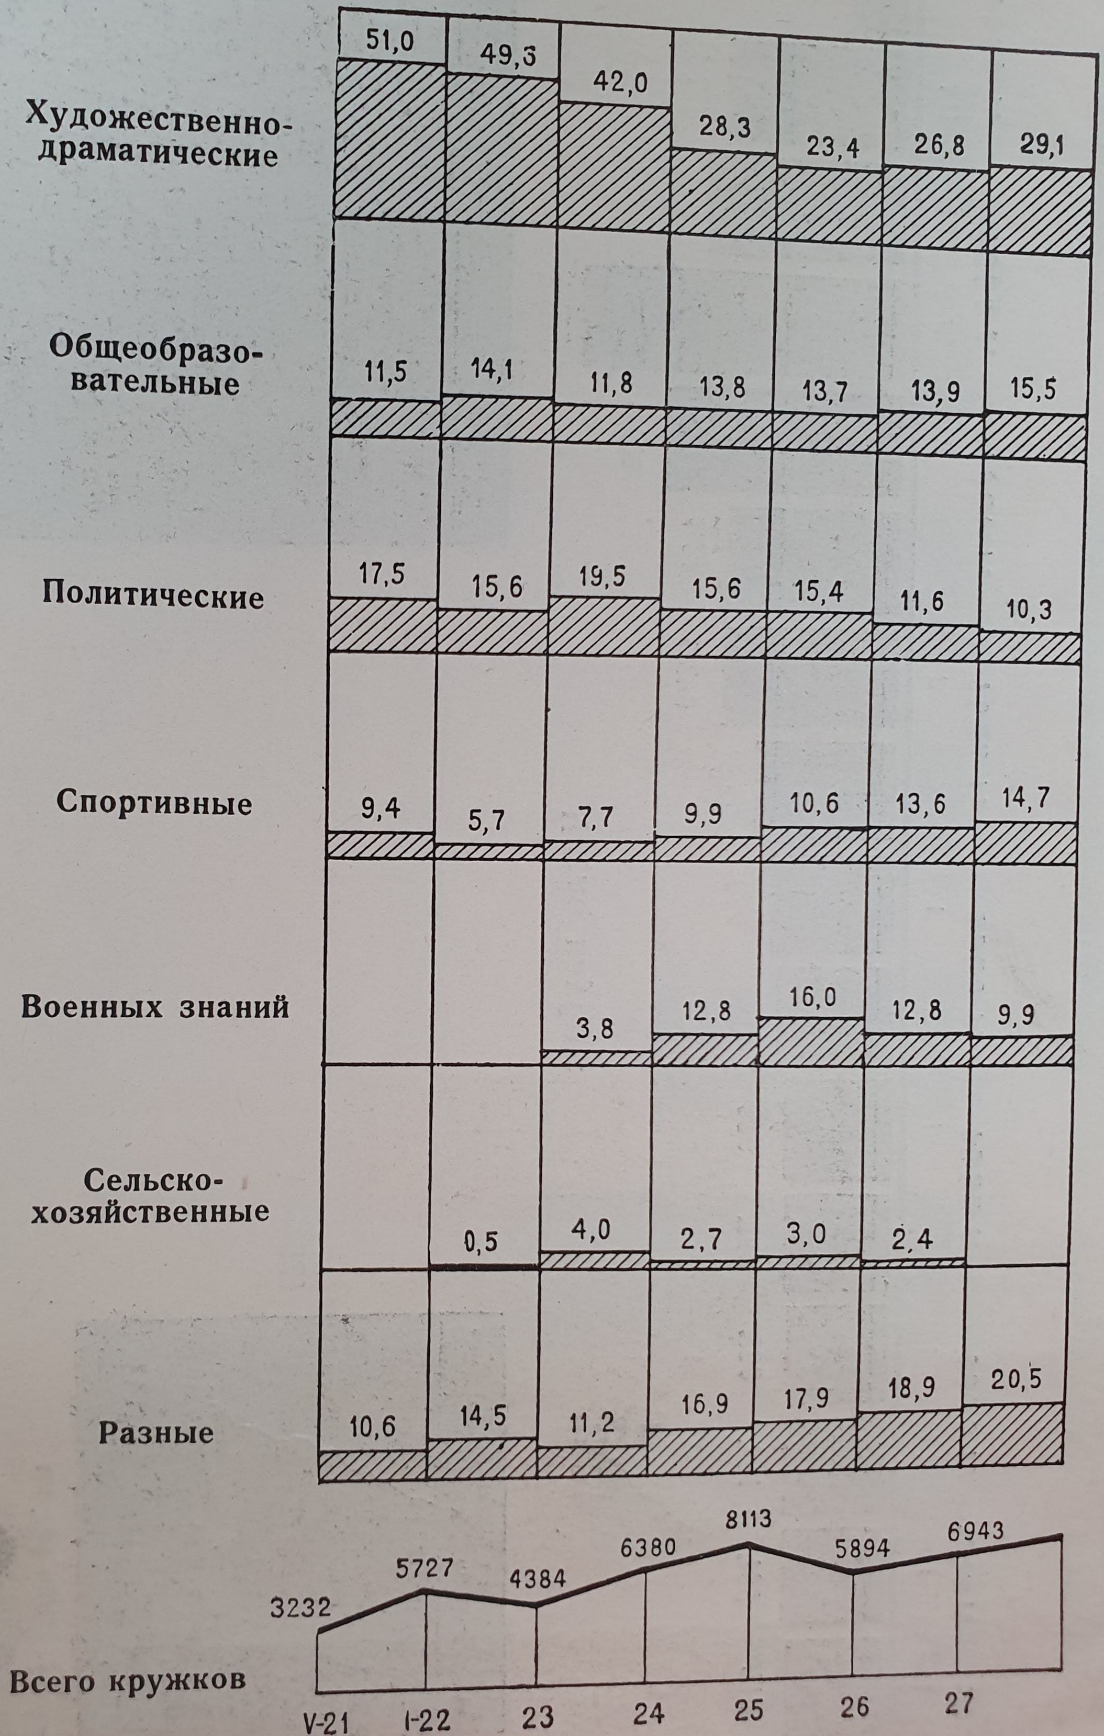 51,0 49,3 42,0 28,3 23,4 26,8 29,1
Художественно-
драматические
Общеобразо-
вательные
11,5 14,1 11,8 13,8 13,7 13,9 15,5
Политические
17,5 15,6 19,5 15,6 15,4 11,6 10,3
Спортивные
9,4 5,7 7,7 9,9 10,6 13,6 14,7
Военных знаний
3,8 12,8 16,0 12,8 9,9
Сельско-
хозяйственные
0,5 4,0 2,7 3,0 2,4
Разные
10,6 14,5 11,2 16,9 17,9 18,9 20,5
3232 5727 4384 6380 8113 5894 6943
Всего кружков
V-21 I-22 23 24 25 26 27